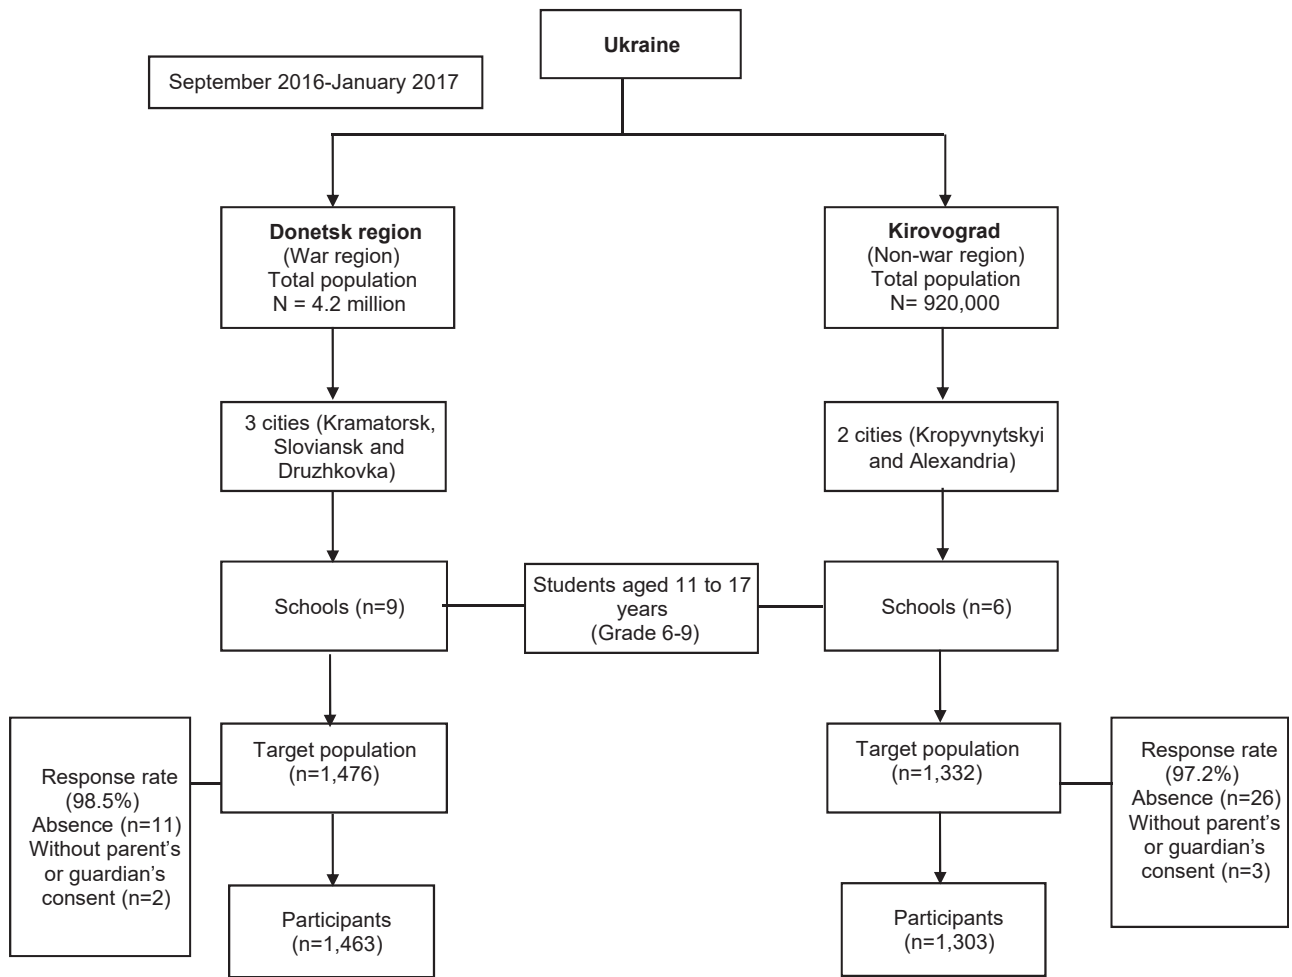 Ukraine
September 2016-January 2017
Donetsk region
(War region)
Total population
N = 4.2 million
Kirovograd
(Non-war region)
Total population
N= 920,000
3 cities (Kramatorsk,
Sloviansk and
Druzhkovka)
2 cities (Kropyvnytskyi
and Alexandria)
Schools (n=9)
Students aged 11 to 17
years
(Grade 6-9)
Schools (n=6)
Response rate
(98.5%)
Absence (n=11)
Without parent’s
or guardian’s
consent (n=2)
Target population
(n=1,476)
Target population
(n=1,332)
Response rate
(97.2%)
Absence (n=26)
Without parent’s
or guardian’s
consent (n=3)
Participants
(n=1,463)
Participants
(n=1,303)